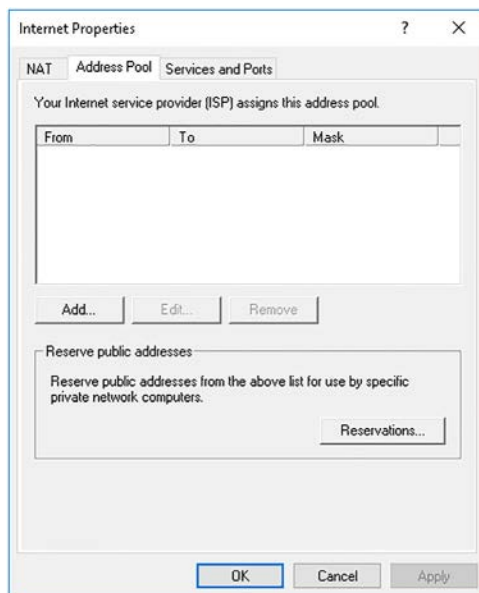 Internet Properties ?
NAT Address Pool Services and Ports
Your Internet service provider (ISP) assigns this address pool.
From To Mask
Add... Edit... Remove
Reserve public addresses
Reserve public addresses from the above list for use by specific
private network computers.
Reservations...
OK Cancel Apply